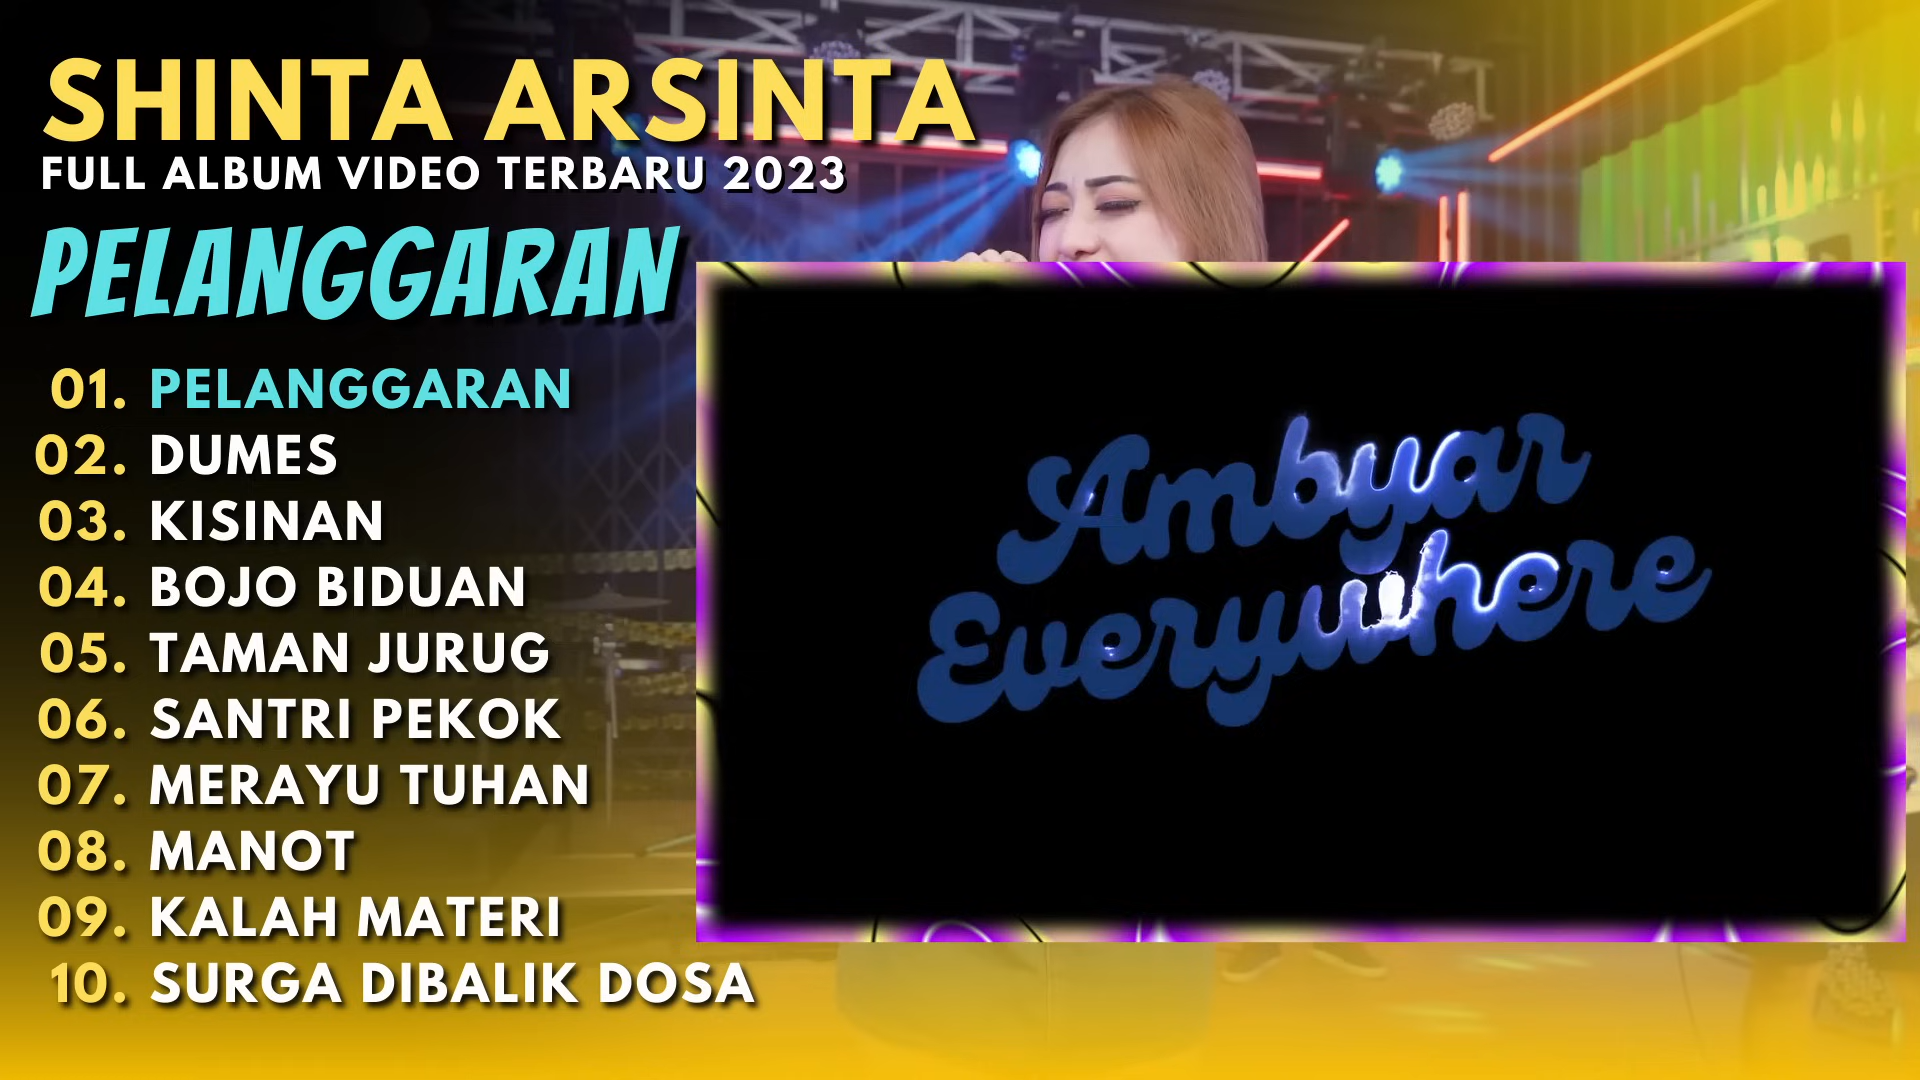 SHINTA ARSINTA
FULL ALBUM VIDEO TERBARU 2023
PELANGGARAN
01. PELANGGARAN
02. DUMES
03. KISINAN
04. BOJO BIDUAN
05. TAMAN JURUG
06. SANTRI PEKOK
07. MERAYU TUHAN
08. MANOT
09. KALAH MATERI
10. SURGA DIBALIK DOSA
Ambyar
Everywhere